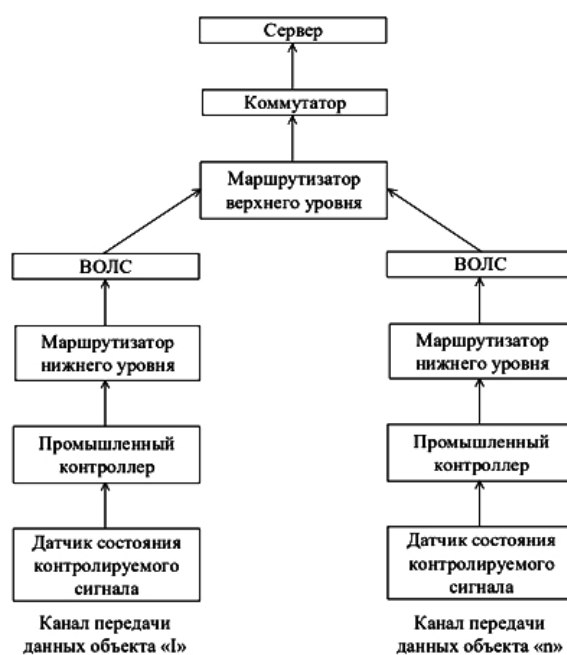 Сервер
Коммутатор
Маршрутизатор
верхнего уровня
ВОЛС
Маршрутизатор
нижнего уровня
Промышленный
контроллер
Датчик состояния
контролируемого
сигнала
Канал передачи
данных объекта «I»
ВОЛС
Маршрутизатор
нижнего уровня
Промышленный
контроллер
Датчик состояния
контролируемого
сигнала
Канал передачи
данных объекта «n»